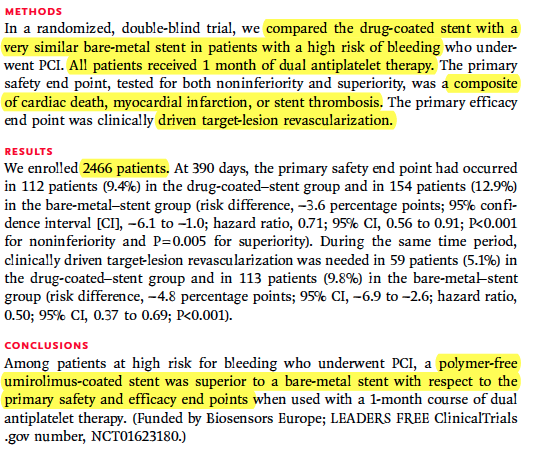 METHODS
In a randomized, double-blind trial, we compared the drug-coated stent with a
very similar bare-metal stent in patients with a high risk of bleeding who under-
went PCI. All patients received 1 month of dual antiplatelet therapy. The primary
safety end point, tested for both noninferiority and superiority, was a composite
of cardiac death, myocardial infarction, or stent thrombosis. The primary efficacy
end point was clinically driven target-lesion revascularization.
RESULTS
We enrolled 2466 patients. At 390 days, the primary safety end point had occurred
in 112 patients (9.4%) in the drug-coated–stent group and in 154 patients (12.9%)
in the bare-metal–stent group (risk difference, −3.6 percentage points; 95% confi-
dence interval [CI], −6.1 to −1.0; hazard ratio, 0.71; 95% CI, 0.56 to 0.91; P<0.001
for noninferiority and P=0.005 for superiority). During the same time period,
clinically driven target-lesion revascularization was needed in 59 patients (5.1%) in
the drug-coated–stent group and in 113 patients (9.8%) in the bare-metal–stent
group (risk difference, −4.8 percentage points; 95% CI, −6.9 to −2.6; hazard ratio,
0.50; 95% CI, 0.37 to 0.69; P<0.001).
CONCLUSIONS
Among patients at high risk for bleeding who underwent PCI, a polymer-free
umirolimus-coated stent was superior to a bare-metal stent with respect to the
primary safety and efficacy end points when used with a 1-month course of dual
antiplatelet therapy. (Funded by Biosensors Europe; LEADERS FREE ClinicalTrials
.gov number, NCT01623180.)